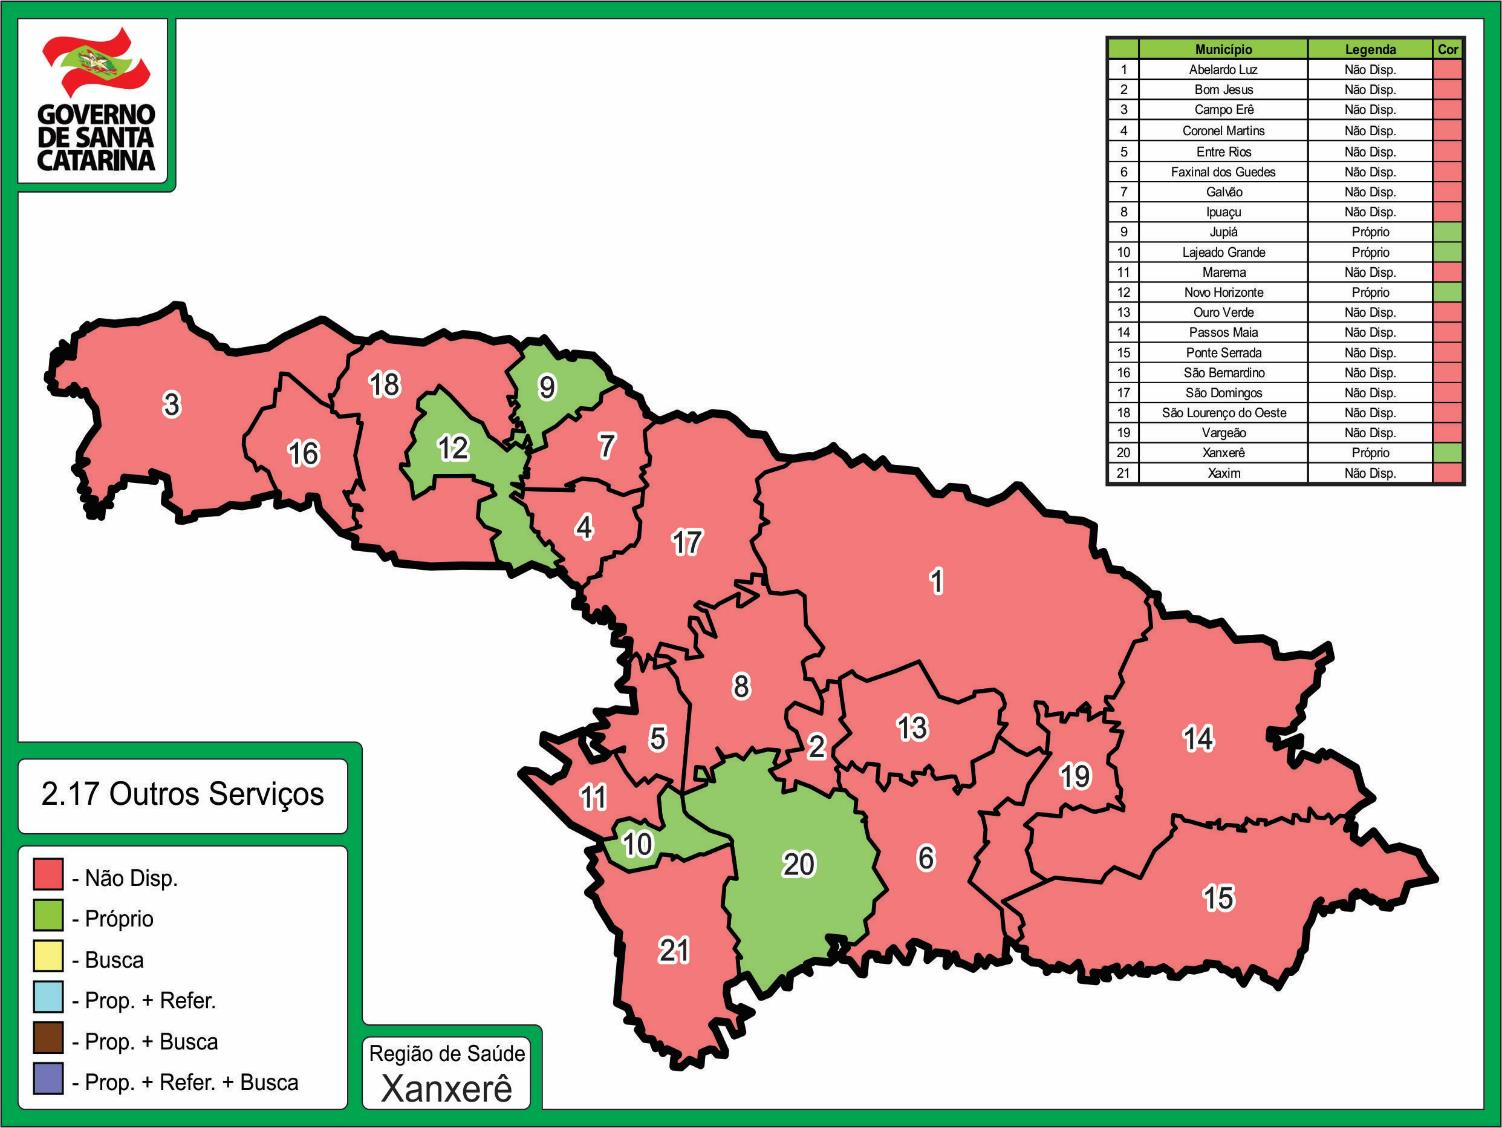 GOVERNO
DE SANTA
CATARINA
Município Legenda Cor
1 Abelardo Luz Não Disp.
2 Bom Jesus Não Disp.
3 Campo Erê Não Disp.
4 Coronel Martins Não Disp.
5 Entre Rios Não Disp.
6 Faxinal dos Guedes Não Disp.
7 Galvão Não Disp.
8 Ipuaçu Não Disp.
9 Jupiá Próprio
10 Lajeado Grande Próprio
11 Marema Não Disp.
12 Novo Horizonte Próprio
13 Ouro Verde Não Disp.
14 Passos Maia Não Disp.
15 Ponte Serrada Não Disp.
16 São Bernardino Não Disp.
17 São Domingos Não Disp.
18 São Lourenço do Oeste Não Disp.
19 Vargeão Não Disp.
20 Xanxerê Próprio
21 Xaxim Não Disp.
3
18
9
16
12
7
4
17
1
8
5
2
13
14
19
11
10
20
6
15
21
2.17 Outros Serviços
- Não Disp.
- Próprio
- Busca
- Prop. + Refer.
- Prop. + Busca
- Prop. + Refer. + Busca
Região de Saúde
Xanxerê